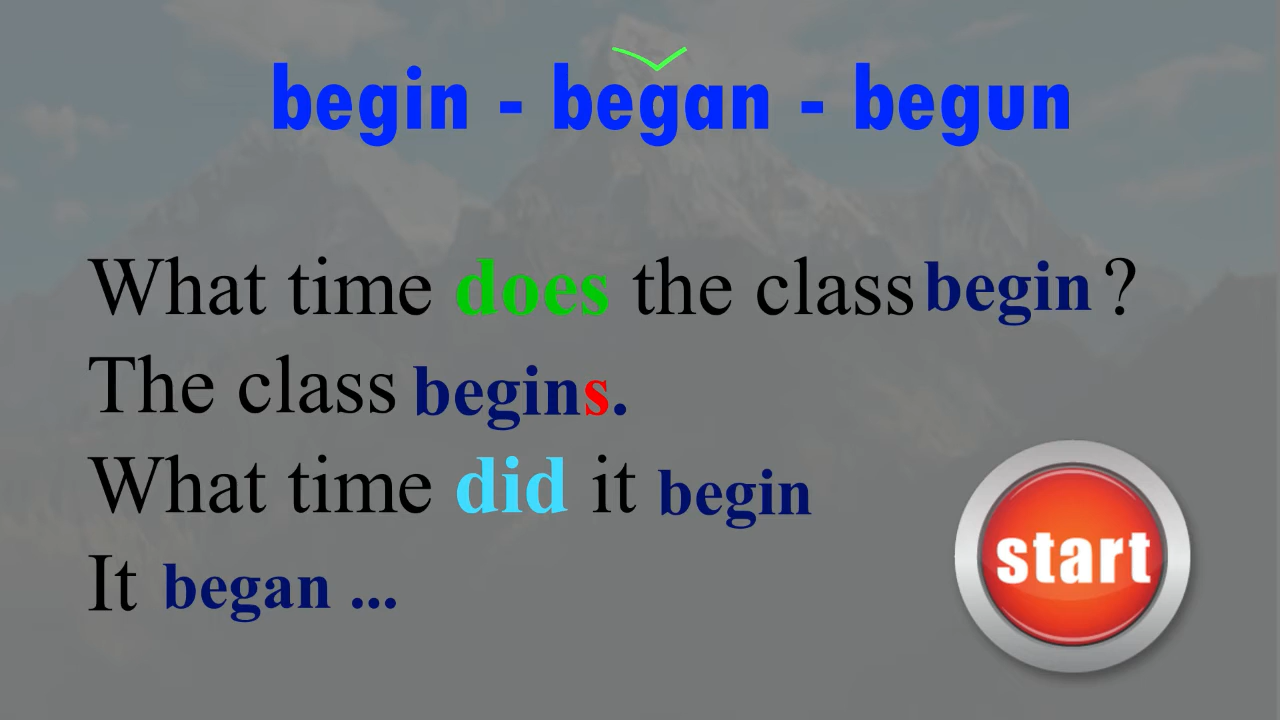 begin - began - begun
What time does the class begin ?
The class begins.
What time did it begin
It began ...
start